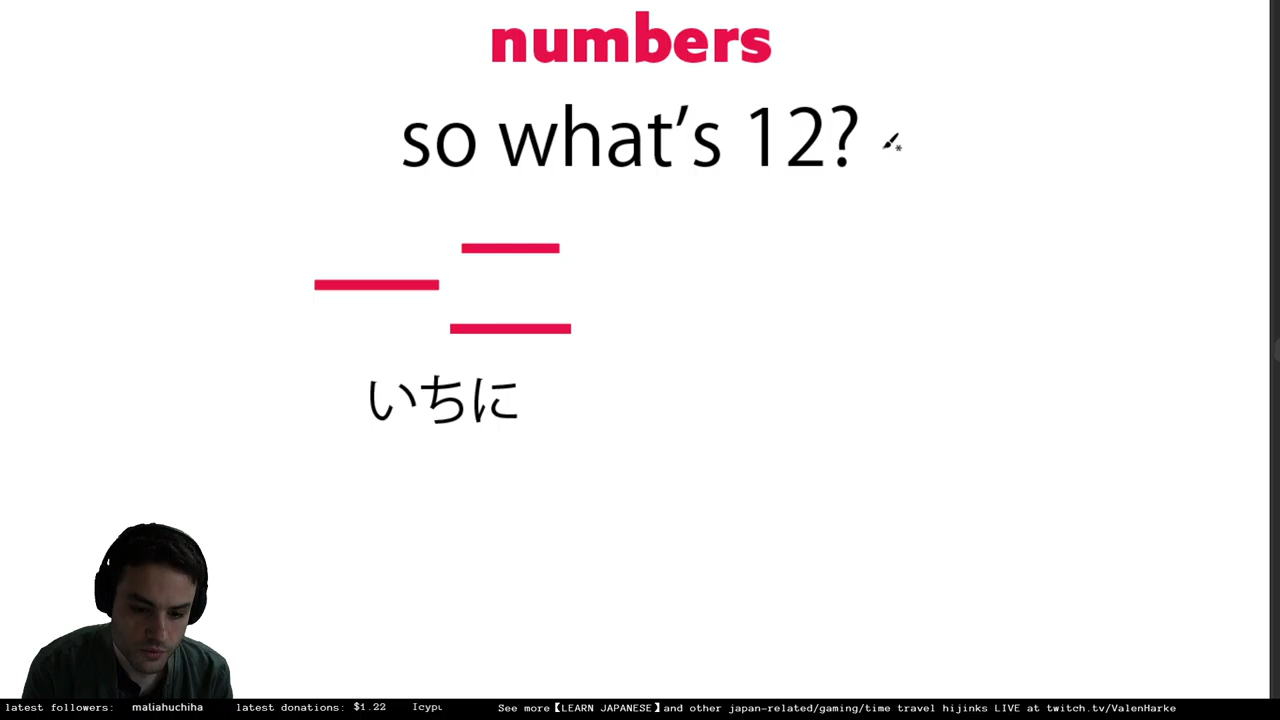 numbers
so what's 12?
一二
いちに
latest followers: maliahuchiha latest donations: $1.22 Icypu See more【LEARN JAPANESE】and other japan-related/gaming/time travel hijinks LIVE at twitch.tv/ValenHarke